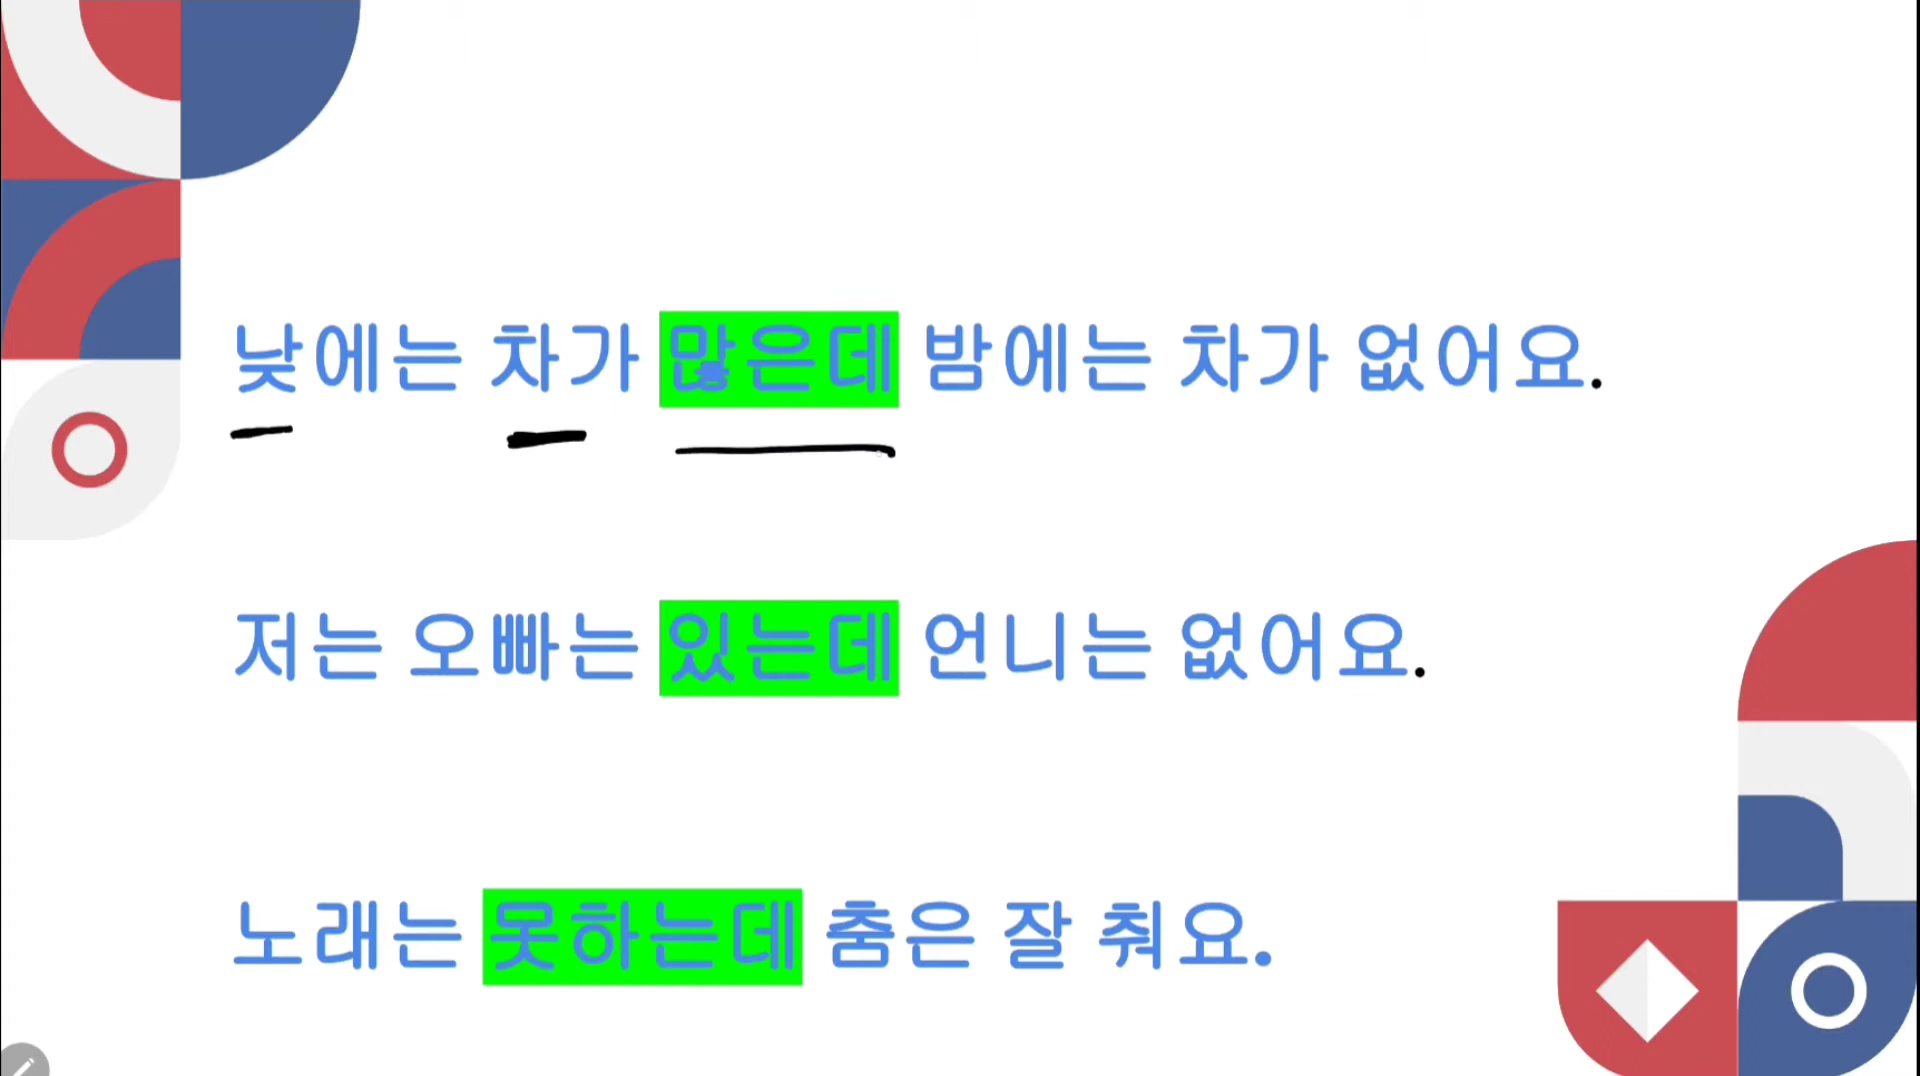 낮에는 차가 많은데 밤에는 차가 없어요.
저는 오빠는 있는데 언니는 없어요.
노래는 못하는데 춤은 잘 춰요.